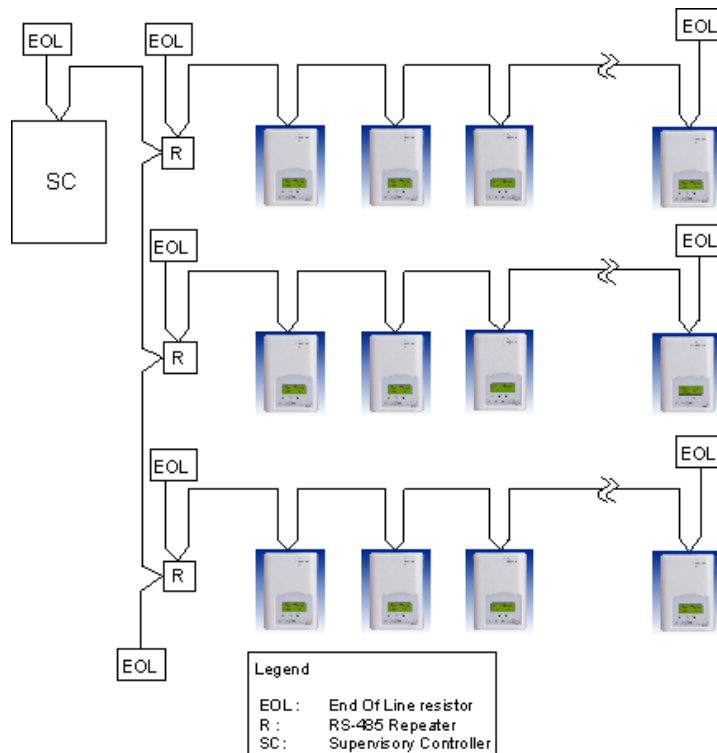 EOL
EOL
EOL
SC
R
EOL
EOL
R
EOL
EOL
R
EOL
Legend
EOL : End Of Line resistor
R : RS-485 Repeater
SC: Supervisory Controller